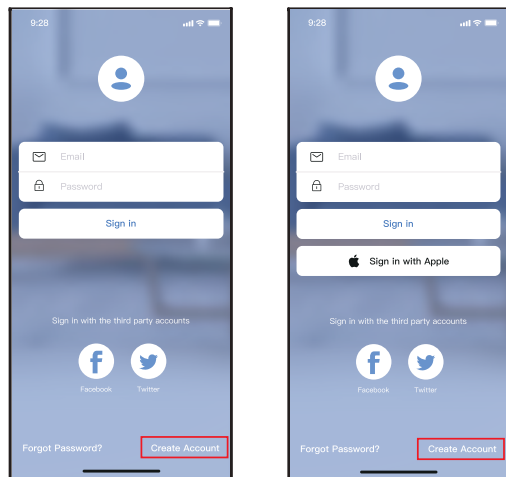 9:28
Email
Password
Sign in
Sign in with the third party accounts
Facebook Twitter
Forgot Password? Create Account
9:28
Email
Password
Sign in
Sign in with Apple
Sign in with the third party accounts
Facebook Twitter
Forgot Password? Create Account